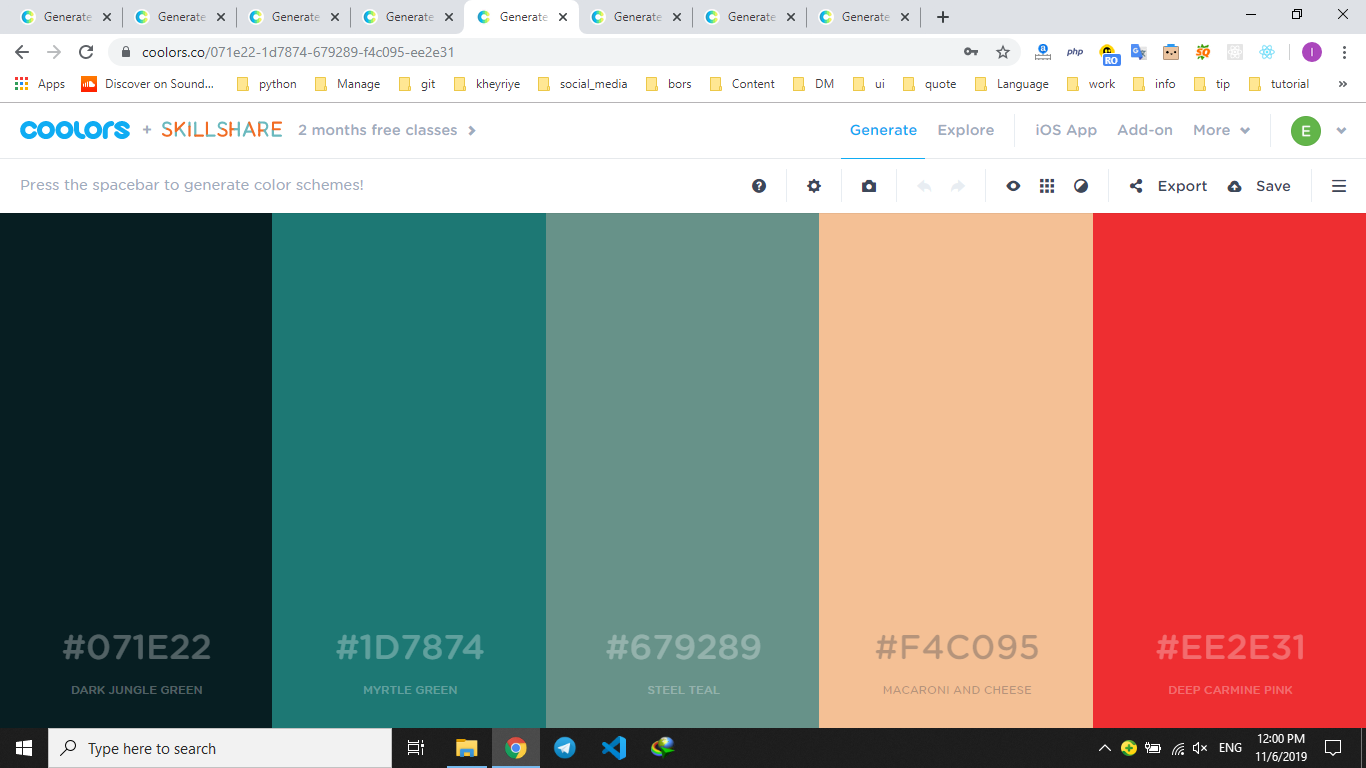 Generate Generate Generate Generate Generate Generate Generate Generate
coolors.co/071e22-1d7874-679289-f4c095-ee2e31
a php RO G SQ I
Apps Discover on Sound... python Manage git kheyriye social_media bors Content DM ui quote Language work info tip tutorial »
coolors + SKILLSHARE 2 months free classes Generate Explore iOS App Add-on More E
Press the spacebar to generate color schemes! Export Save
#071E22 #1D7874 #679289 #F4C095 #EE2E31
DARK JUNGLE GREEN MYRTLE GREEN STEEL TEAL MACARONI AND CHEESE DEEP CARMINE PINK
Type here to search ENG 12:00 PM
11/6/2019